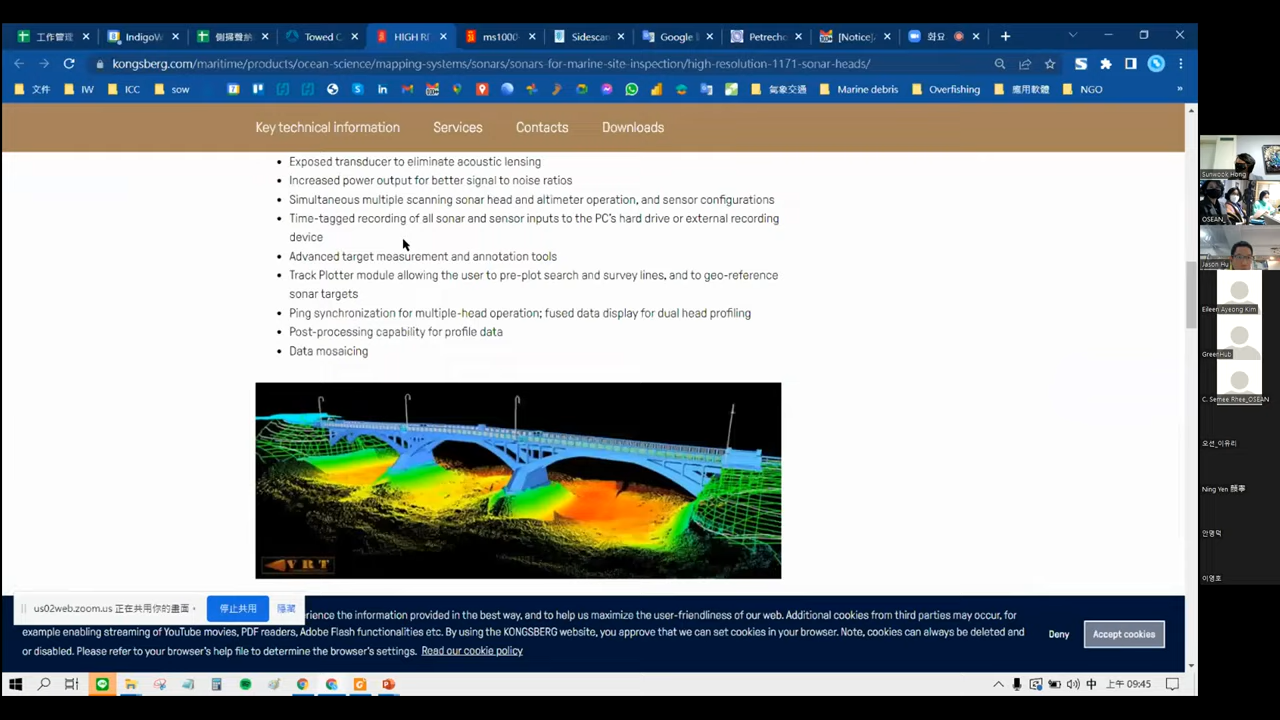 工作管理
IndigoW
側掃聲納
Towed C
HIGH R
ms1000
Sidescan
Google
Petrecho
[Notice]
화요
kongsberg.com/maritime/products/ocean-science/mapping-systems/sonars/sonars-for-marine-site-inspection/high-resolution-1171-sonar-heads/
文件
IW
ICC
sow
氣象交通
Marine debris
Overfishing
應用軟體
NGO
Key technical information
Services
Contacts
Downloads
• Exposed transducer to eliminate acoustic lensing
• Increased power output for better signal to noise ratios
• Simultaneous multiple scanning sonar head and altimeter operation, and sensor configurations
• Time-tagged recording of all sonar and sensor inputs to the PC's hard drive or external recording
device
• Advanced target measurement and annotation tools
• Track Plotter module allowing the user to pre-plot search and survey lines, and to geo-reference
sonar targets
• Ping synchronization for multiple-head operation; fused data display for dual head profiling
• Post-processing capability for profile data
• Data mosaicing
VRT
us02web.zoom.us 正在共用你的畫面。
停止共用
隱藏
rience the information provided in the best way, and to help us maximize the user-friendliness of our web. Additional cookies from third parties may occur, for
example enabling streaming of YouTube movies, PDF readers, Adobe Flash functionalities etc. By using the KONGSBERG website, you approve that we can set cookies in your browser. Note, cookies can always be deleted and
or disabled. Please refer to your browser's help file to determine the browser's settings. Read our cookie policy
Deny
Accept cookies
中
上午 09:45
Sunwook Hong
OSEAN_
Jason Hu
Eileen Ayeong Kim
GreenHub
C. Semee Rhee_OSEAN
오션_이유리
Ning Yen 顏寧
안영덕
이영호